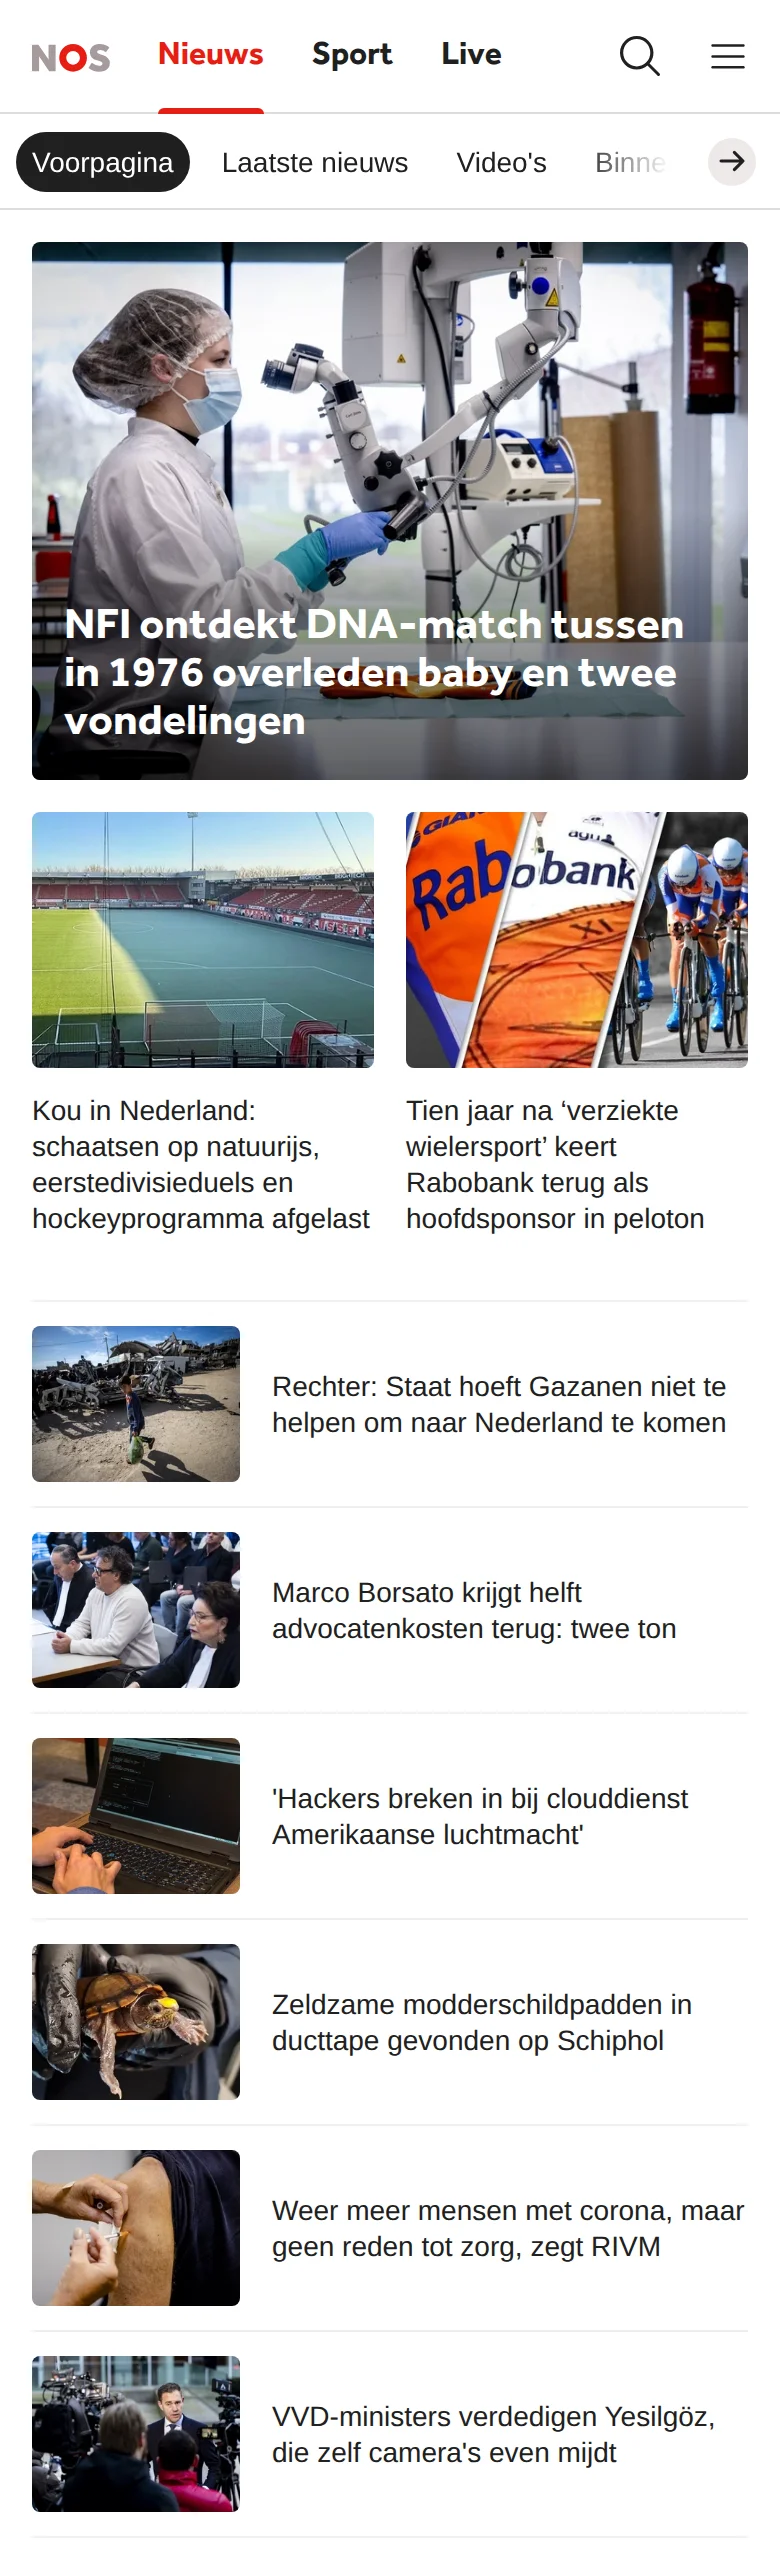 NOS
Nieuws
Sport
Live
Voorpagina
Laatste nieuws
Video's
Binne
NFI ontdekt DNA-match tussen
in 1976 overleden baby en twee
vondelingen
Rabobank
agu
XI
Kou in Nederland:
schaatsen op natuurijs,
eerstedivisieduels en
hockeyprogramma afgelast
Tien jaar na ‘verziekte
wielersport’ keert
Rabobank terug als
hoofdsponsor in peloton
Rechter: Staat hoeft Gazanen niet te
helpen om naar Nederland te komen
Marco Borsato krijgt helft
advocatenkosten terug: twee ton
'Hackers breken in bij clouddienst
Amerikaanse luchtmacht'
Zeldzame modderschildpadden in
ducttape gevonden op Schiphol
Weer meer mensen met corona, maar
geen reden tot zorg, zegt RIVM
VVD-ministers verdedigen Yesilgöz,
die zelf camera's even mijdt